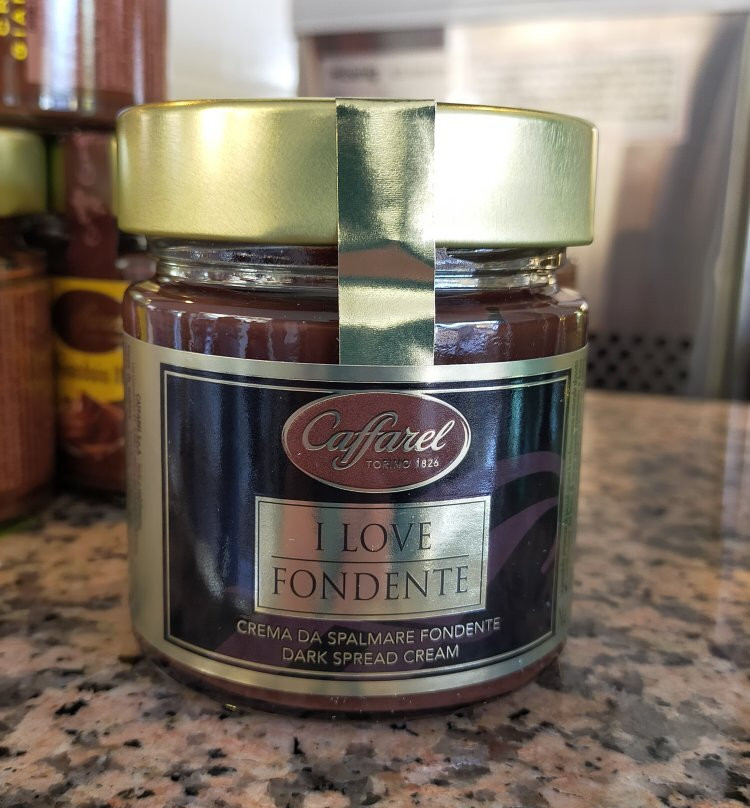 Caffarel
TORINO 1826
I LOVE
FONDENTE
CREMA DA SPALMARE FONDENTE
DARK SPREAD CREAM